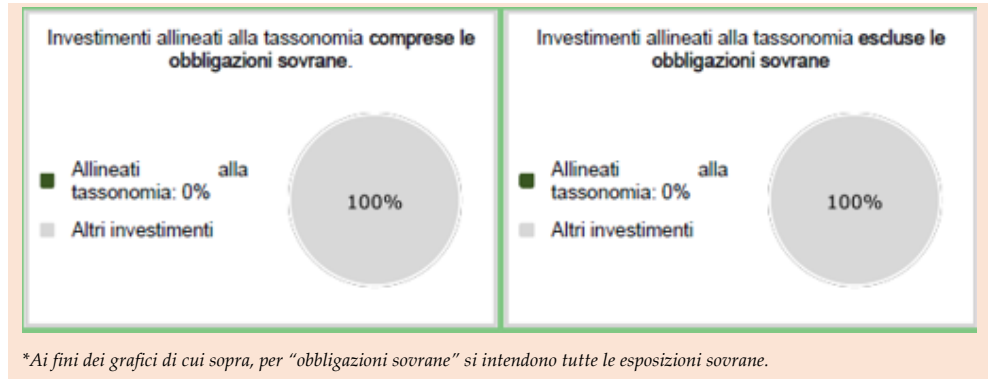 Investimenti allineati alla tassonomia comprese le
obbligazioni sovrane.
Allineati alla
tassonomia: 0%
Altri investimenti
100%
Investimenti allineati alla tassonomia escluse le
obbligazioni sovrane
Allineati alla
tassonomia: 0%
Altri investimenti
100%
*Ai fini dei grafici di cui sopra, per “obbligazioni sovrane” si intendono tutte le esposizioni sovrane.